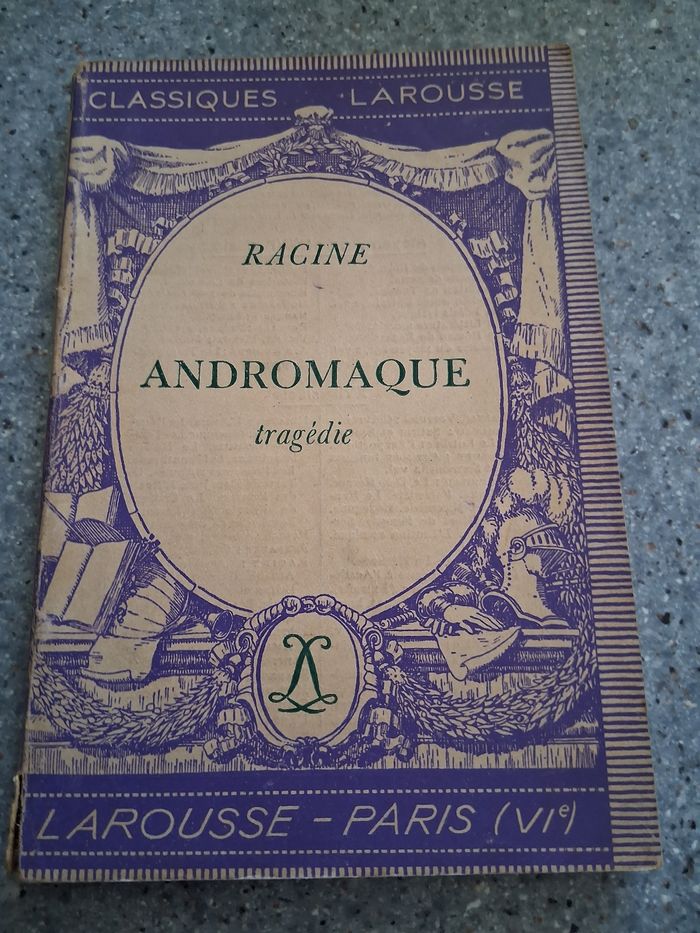 CLASSIQUES LAROUSSE
RACINE
ANDROMAQUE
tragédie
LAROUSSE - PARIS (VIe)